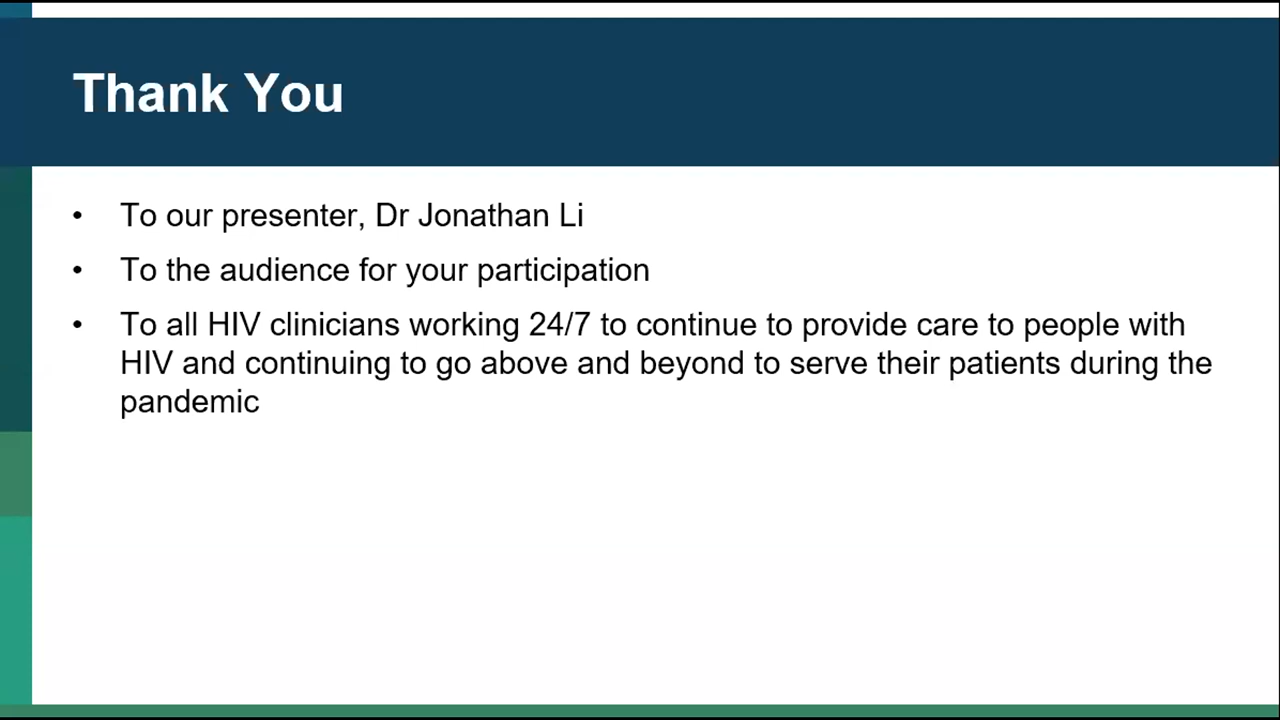 Thank You
• To our presenter, Dr Jonathan Li
• To the audience for your participation
• To all HIV clinicians working 24/7 to continue to provide care to people with
HIV and continuing to go above and beyond to serve their patients during the
pandemic